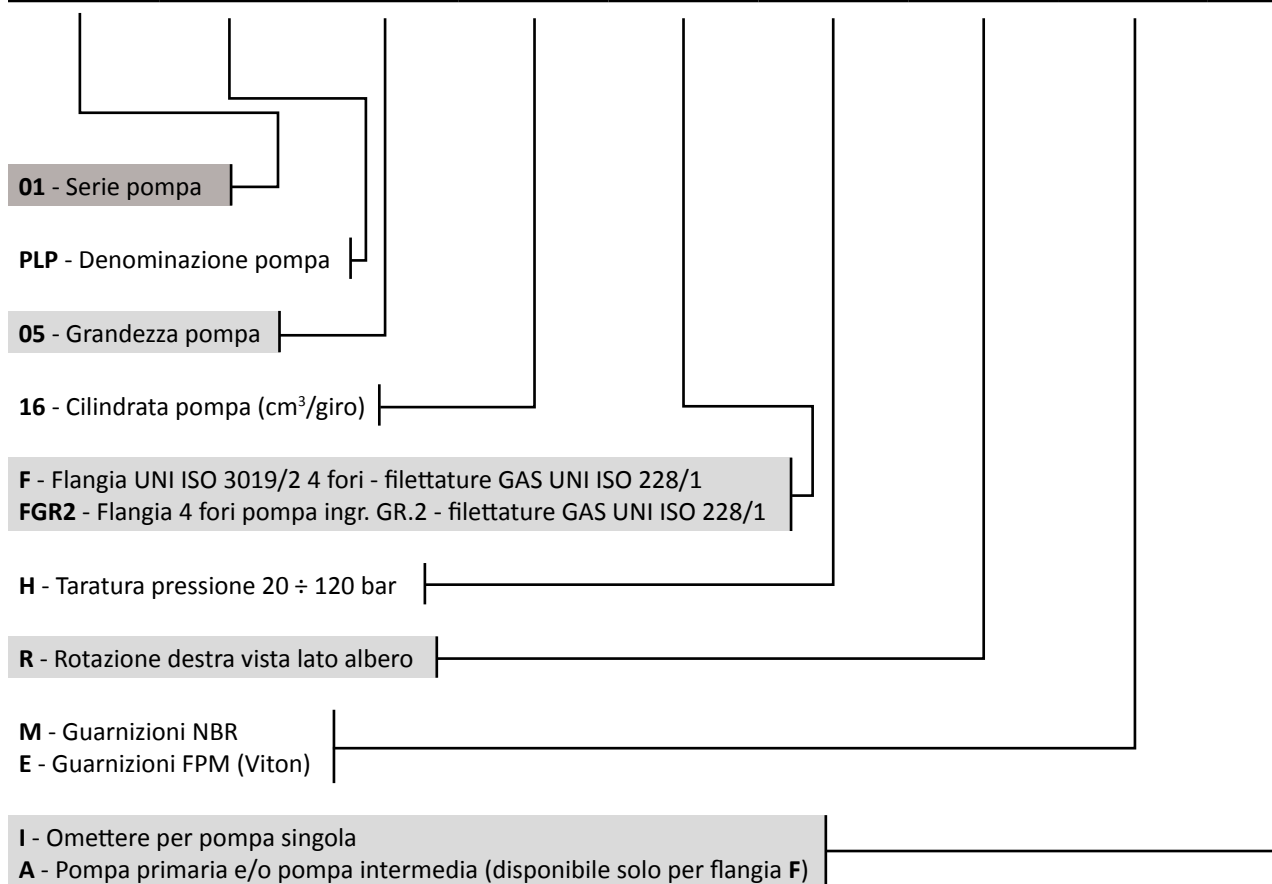 01 - Serie pompa
PLP - Denominazione pompa
05 - Grandezza pompa
16 - Cilindrata pompa (cm³/giro)
F - Flangia UNI ISO 3019/2 4 fori - filettature GAS UNI ISO 228/1
FGR2 - Flangia 4 fori pompa ingr. GR.2 - filettature GAS UNI ISO 228/1
H - Taratura pressione 20 ÷ 120 bar
R - Rotazione destra vista lato albero
M - Guarnizioni NBR
E - Guarnizioni FPM (Viton)
I - Omettere per pompa singola
A - Pompa primaria e/o pompa intermedia (disponibile solo per flangia F)